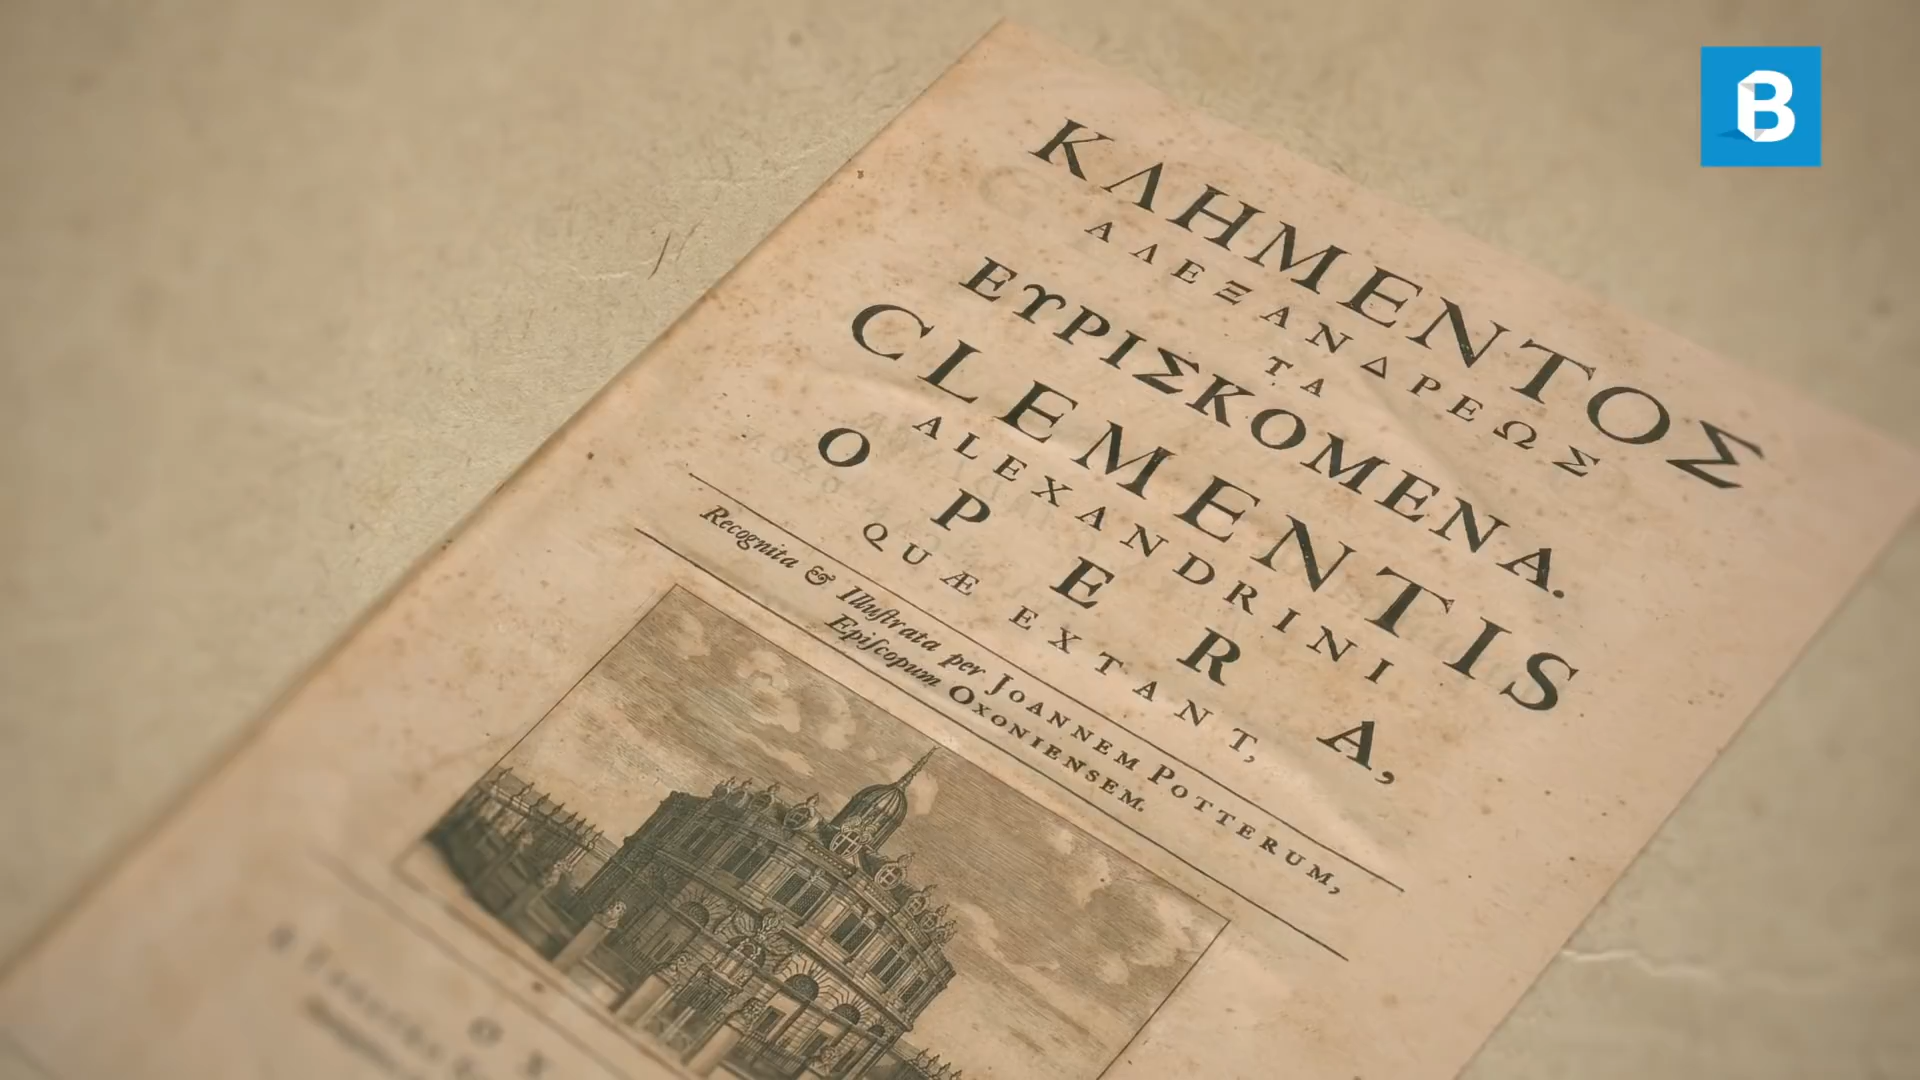 B
ΚΛΗΜΕΝΤΟΣ
ΑΛΕΞΑΝΔΡΕΩΣ
ΤΑ
ΕΥΡΙΣΚΟΜΕΝΑ.
CLEMENTIS
ALEXANDRINI
OPERA,
QUÆ EXTANT,
Recognita & Illuſtrata per JOANNEM POTTERUM,
Epiſcopum OXONIENSEM.